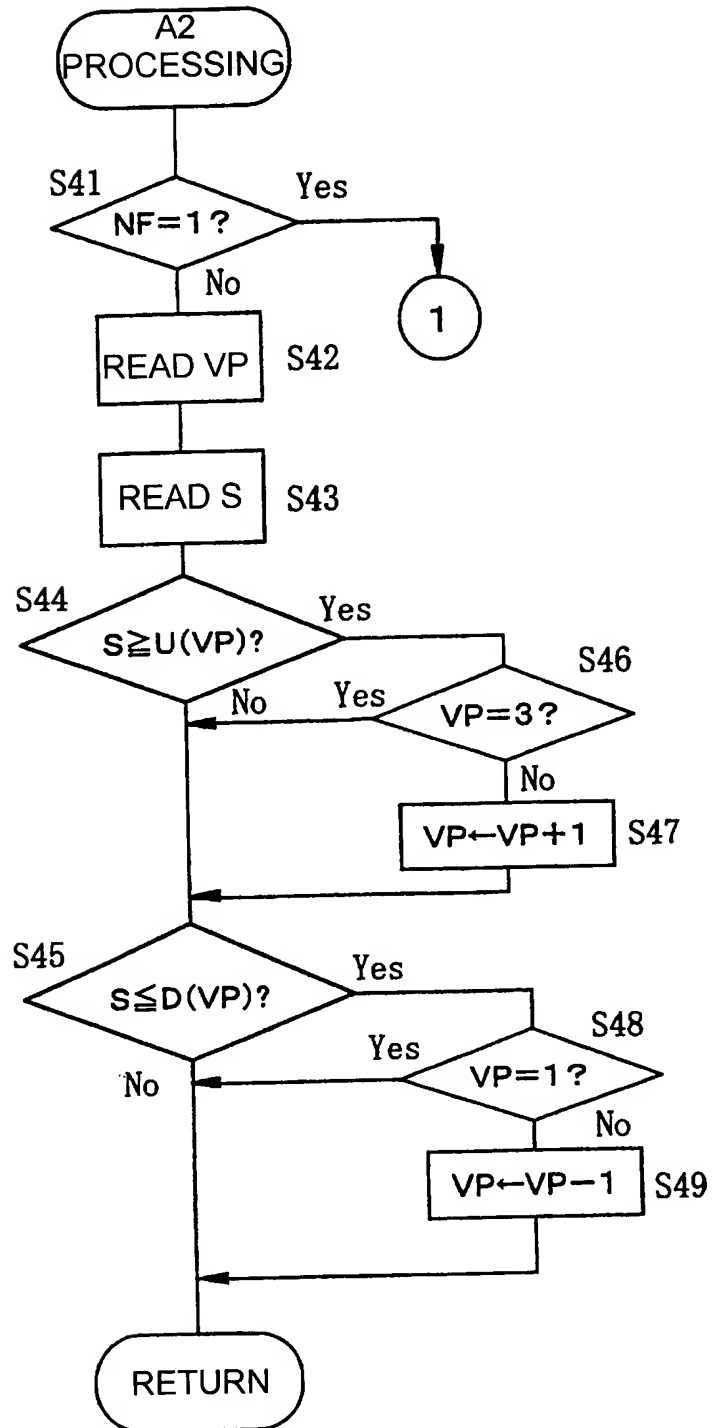 A2
PROCESSING
S41
Yes
NF=1?
No
1
READ VP
S42
READ S
S43
S44
Yes
S≧U(VP)?
S46
No
Yes
VP=3?
No
VP←VP+1
S47
S45
Yes
S≦D(VP)?
S48
Yes
VP=1?
No
No
VP←VP−1
S49
RETURN